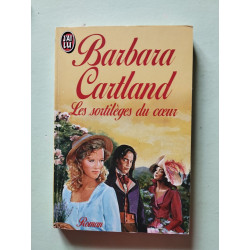 J'AI
LU
Barbara
Cartland
Les sortilèges du cœur
Roman